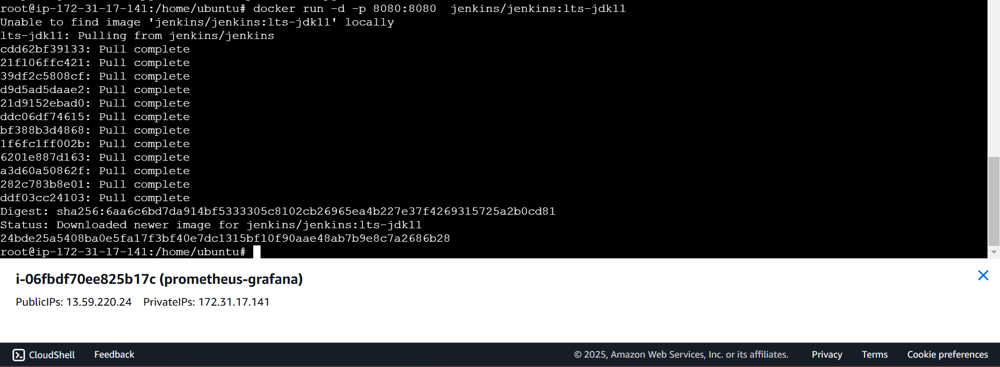 root@ip-172-31-17-141:/home/ubuntu# docker run -d -p 8080:8080  jenkins/jenkins:lts-jdk11
Unable to find image 'jenkins/jenkins:lts-jdk11' locally
lts-jdk11: Pulling from jenkins/jenkins
cdd62bf39133: Pull complete
21f106ffc421: Pull complete
39df2c5808cf: Pull complete
d9d5ad5daae2: Pull complete
21d9152ebad0: Pull complete
ddc06df74615: Pull complete
bf388b3d4868: Pull complete
1f6fc1ff002b: Pull complete
6201e887d163: Pull complete
a3d60a50862f: Pull complete
282c783b8e01: Pull complete
ddf03cc24103: Pull complete
Digest: sha256:6aa6c6bd7da914bf5333305c8102cb26965ea4b227e37f4269315725a2b0cd81
Status: Downloaded newer image for jenkins/jenkins:lts-jdk11
24bde25a5408ba0e5fa17f3bf40e7dc1315bf10f90aae48ab7b9e8c7a2686b28
root@ip-172-31-17-141:/home/ubuntu#
i-06fbdf70ee825b17c (prometheus-grafana)
PublicIPs: 13.59.220.24 PrivateIPs: 172.31.17.141
CloudShell Feedback © 2025, Amazon Web Services, Inc. or its affiliates. Privacy Terms Cookie preferences